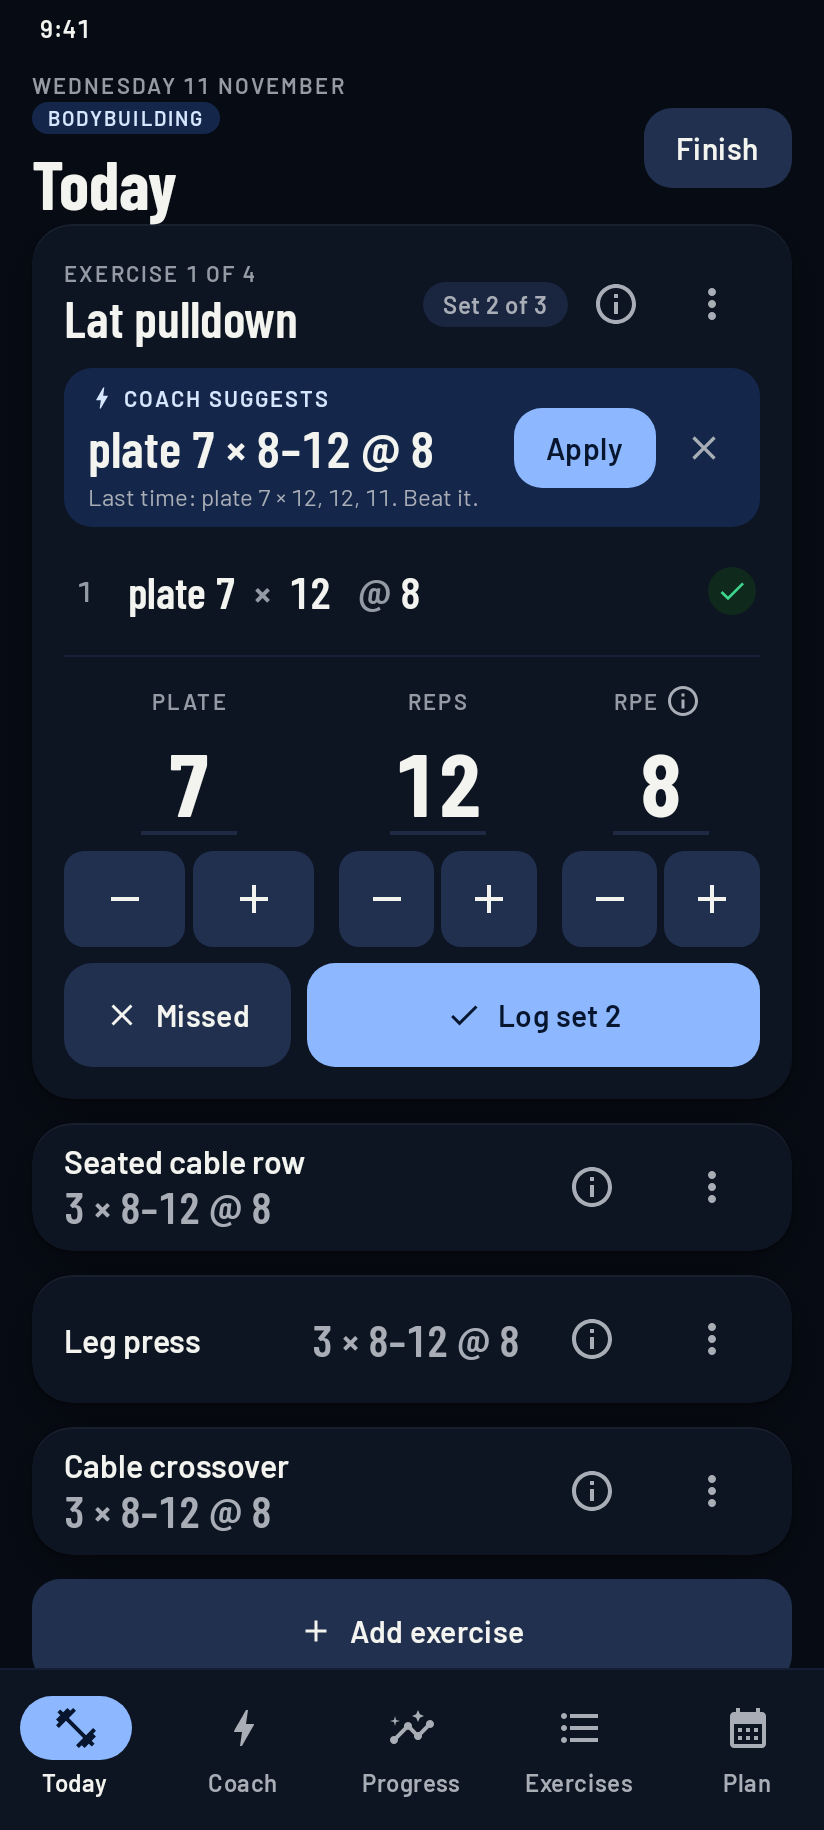 9:41
WEDNESDAY 11 NOVEMBER
BODYBUILDING
Today
Finish
EXERCISE 1 OF 4
Lat pulldown
Set 2 of 3
COACH SUGGESTS
plate 7 × 8–12 @ 8
Last time: plate 7 × 12, 12, 11. Beat it.
Apply
1 plate 7 × 12 @ 8
PLATE REPS RPE
7 12 8
Missed
Log set 2
Seated cable row
3 × 8–12 @ 8
Leg press 3 × 8–12 @ 8
Cable crossover
3 × 8–12 @ 8
Add exercise
Today Coach Progress Exercises Plan